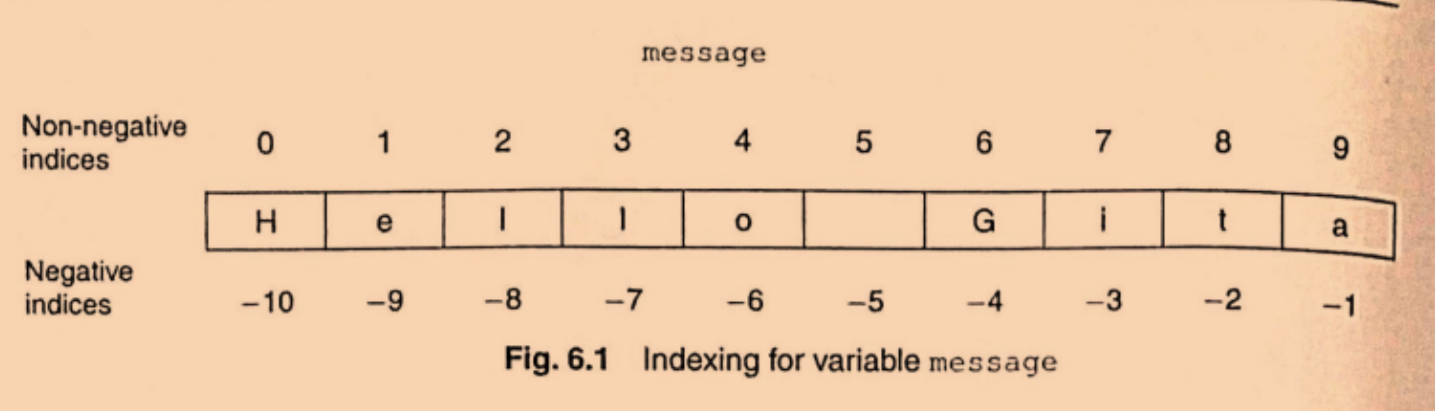 message
Non-negative
indices
0 1 2 3 4 5 6 7 8 9
H e l l o G i t a
Negative
indices
−10 −9 −8 −7 −6 −5 −4 −3 −2 −1
Fig. 6.1 Indexing for variable message